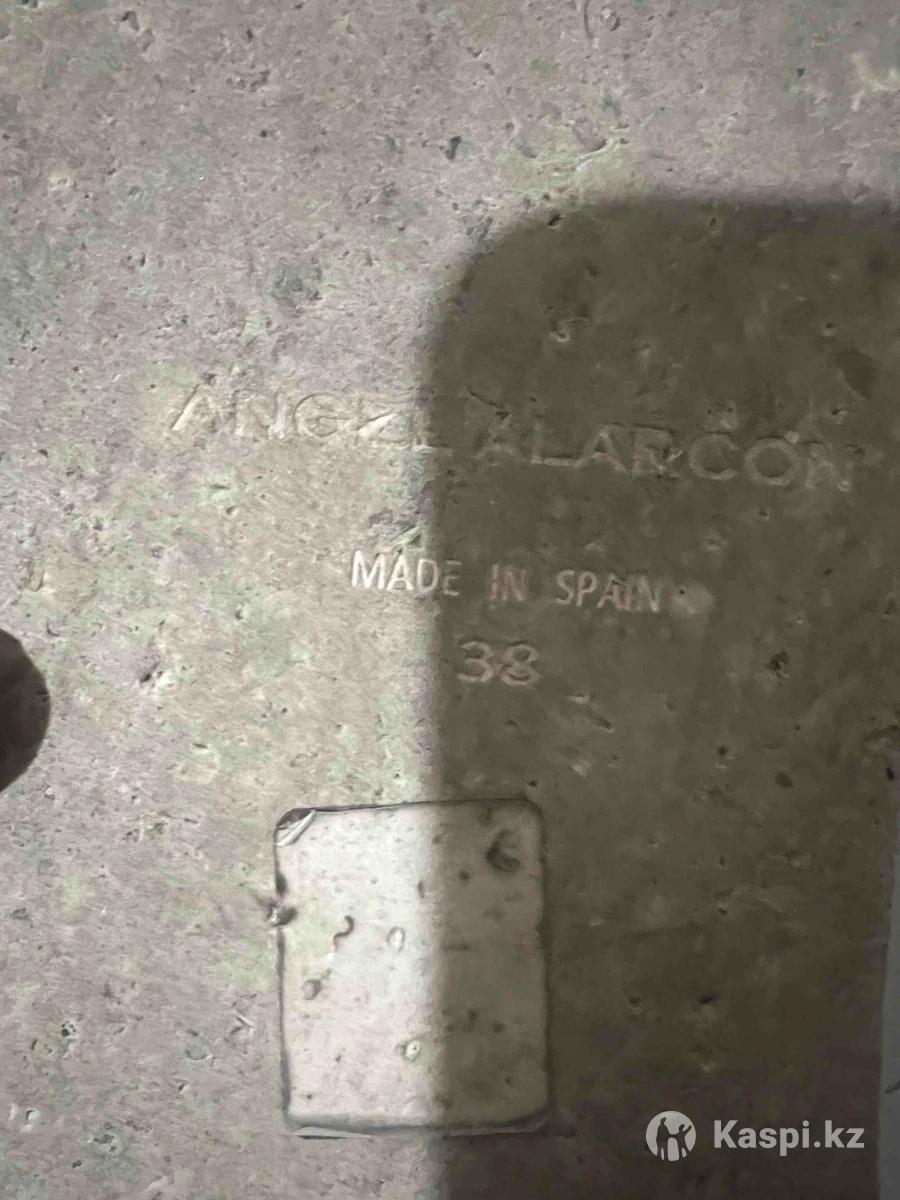 ANGEL ALARCON
MADE IN SPAIN
38
Kaspi.kz